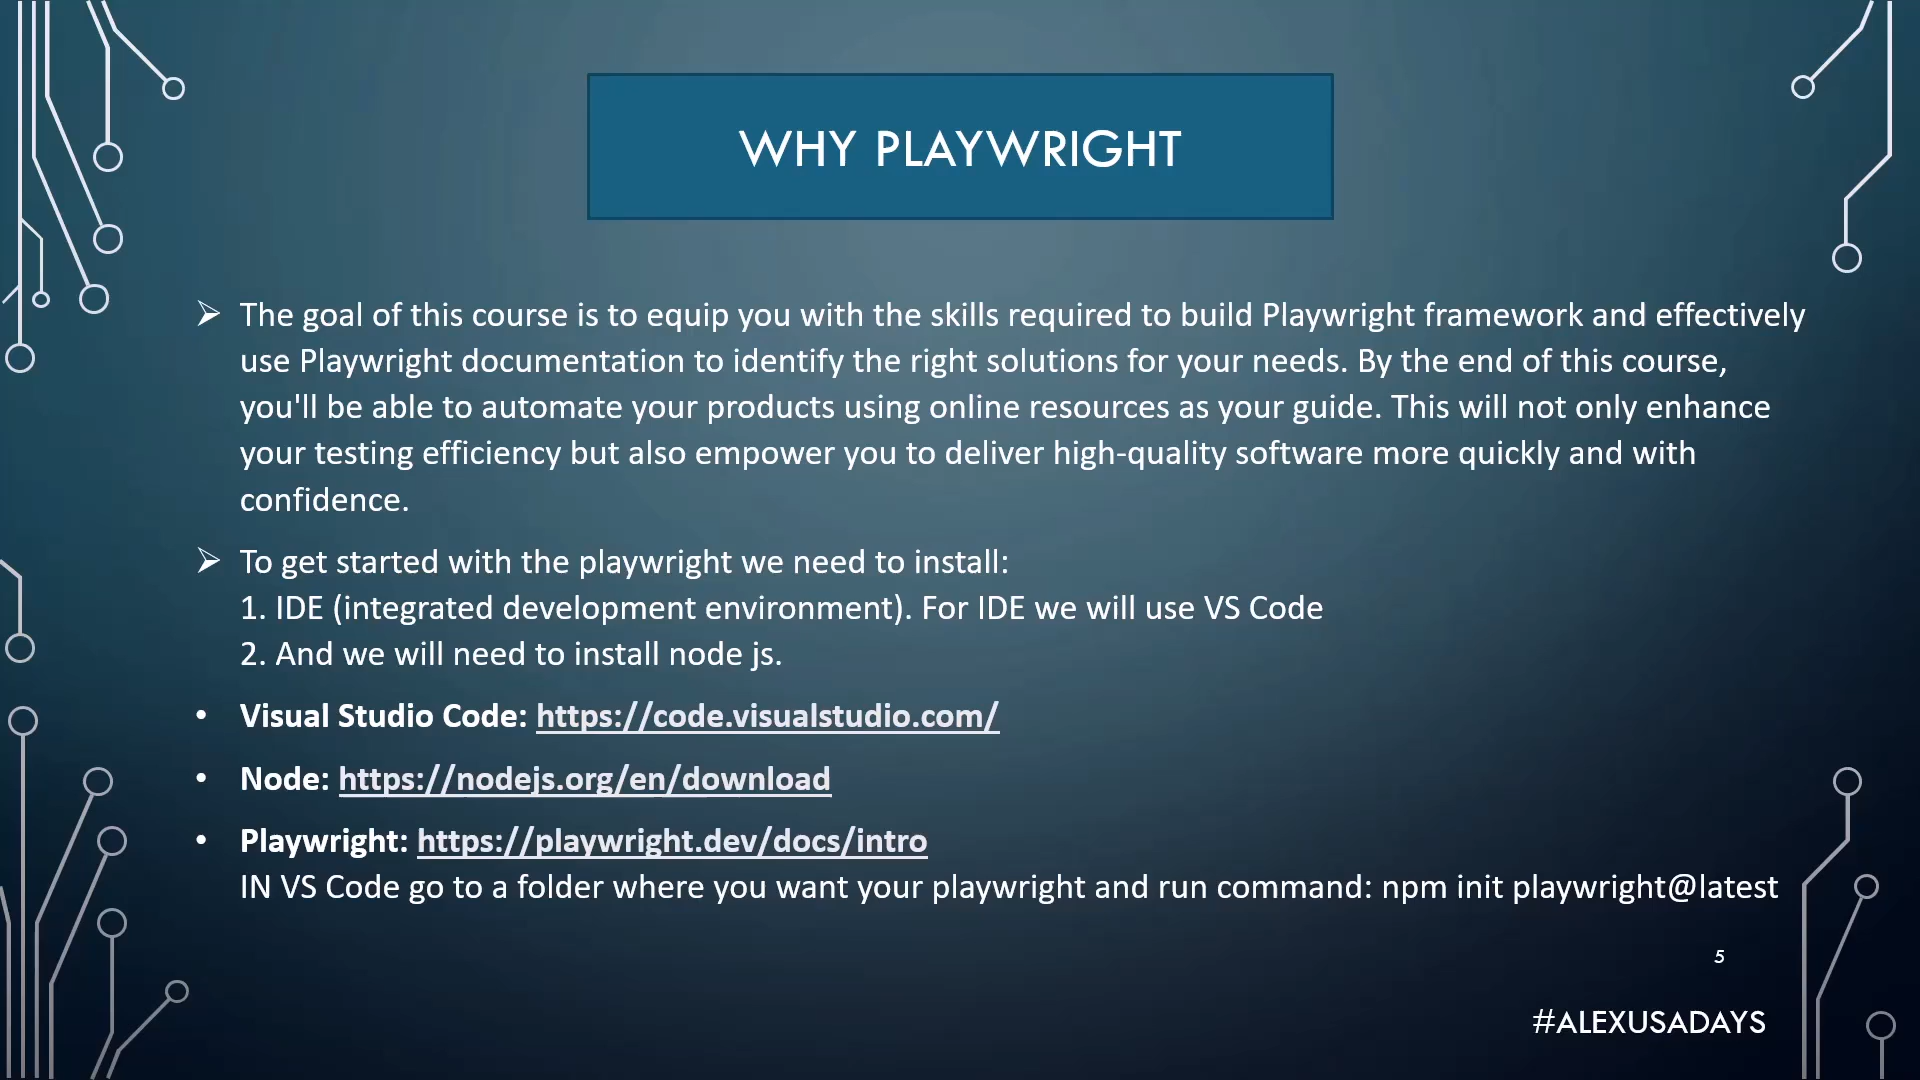 WHY PLAYWRIGHT
➢ The goal of this course is to equip you with the skills required to build Playwright framework and effectively
use Playwright documentation to identify the right solutions for your needs. By the end of this course,
you'll be able to automate your products using online resources as your guide. This will not only enhance
your testing efficiency but also empower you to deliver high-quality software more quickly and with
confidence.
➢ To get started with the playwright we need to install:
1. IDE (integrated development environment). For IDE we will use VS Code
2. And we will need to install node js.
• Visual Studio Code: https://code.visualstudio.com/
• Node: https://nodejs.org/en/download
• Playwright: https://playwright.dev/docs/intro
IN VS Code go to a folder where you want your playwright and run command: npm init playwright@latest
5
#ALEXUSADAYS